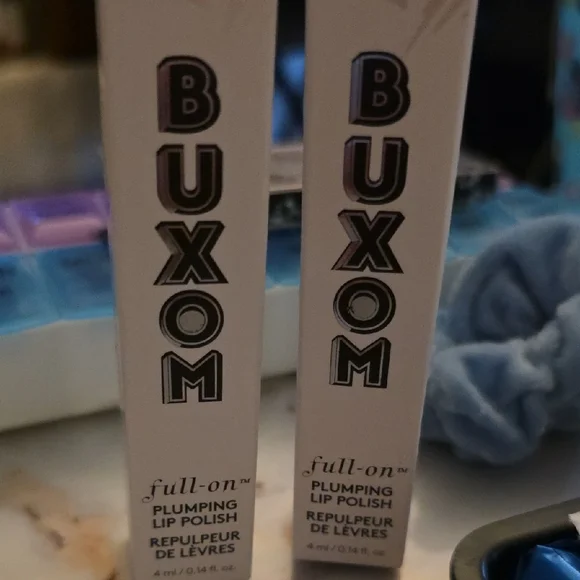 BUXOM
full-on™
PLUMPING
LIP POLISH
REPULPEUR
DE LÈVRES
4 ml / 0.14 fl. oz.
BUXOM
full-on™
PLUMPING
LIP POLISH
REPULPEUR
DE LÈVRES
4 ml / 0.14 fl. oz.